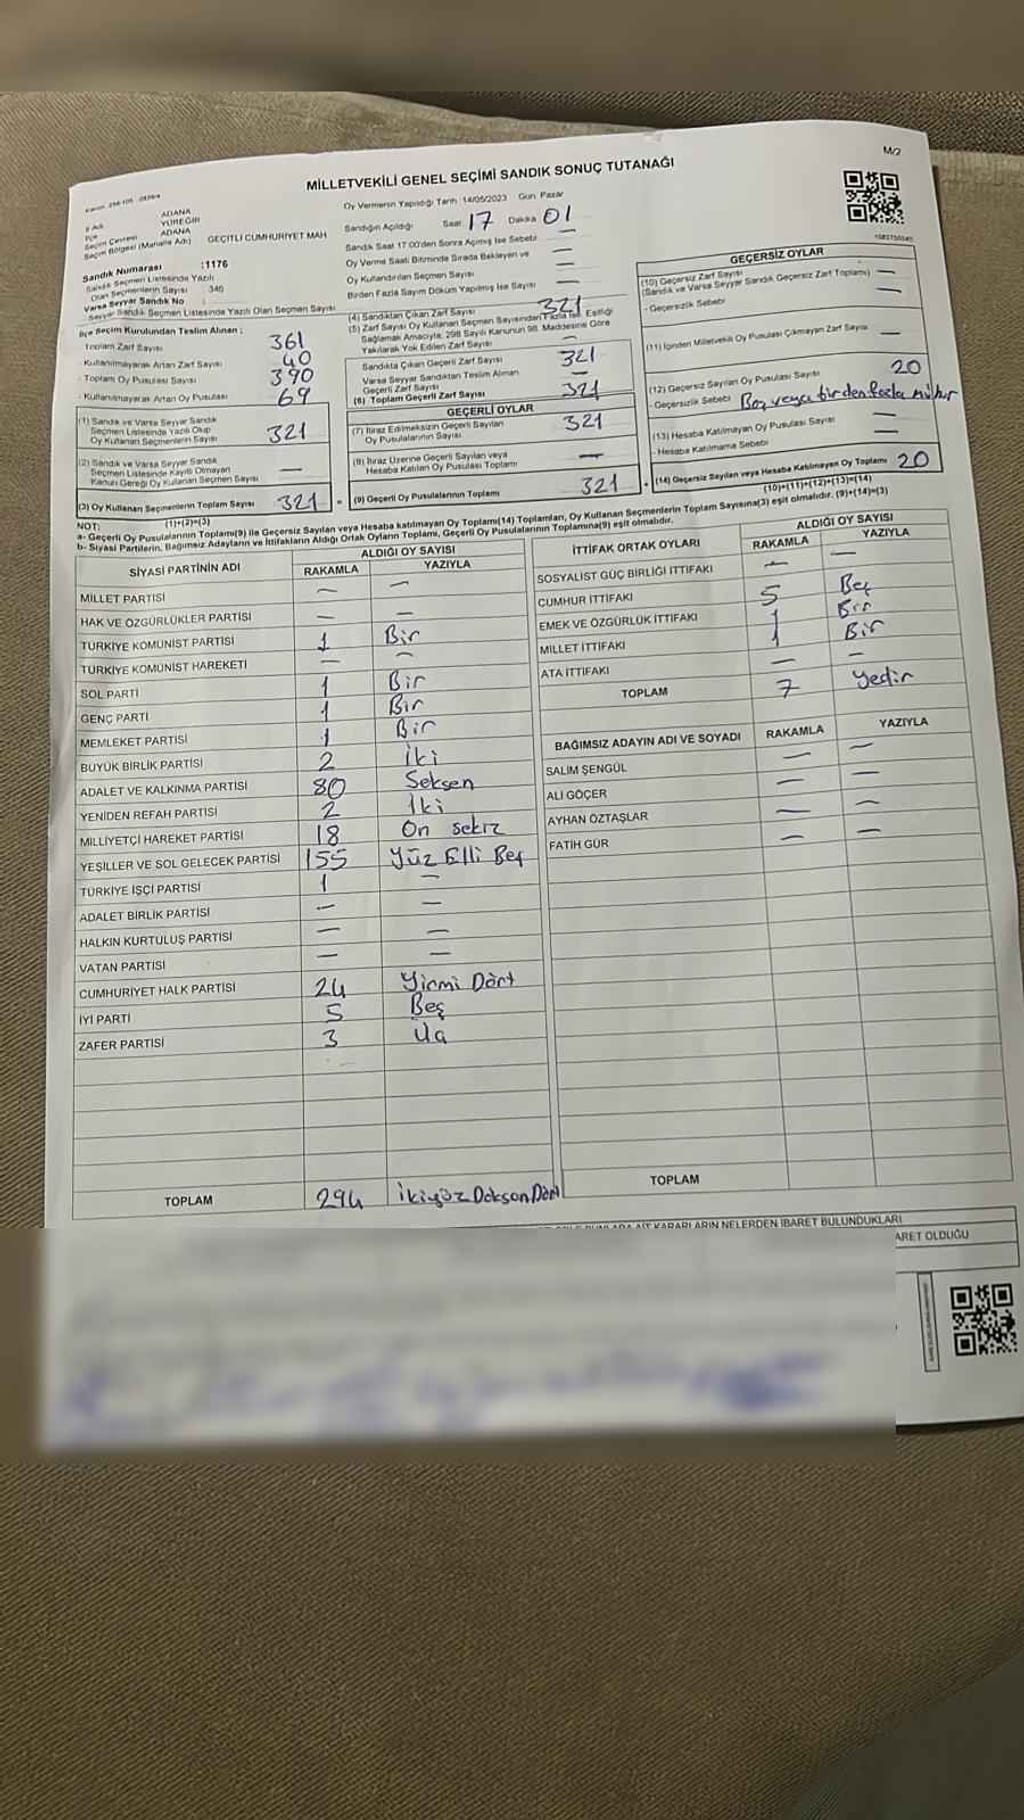 M/2
MİLLETVEKİLİ GENEL SEÇİMİ SANDIK SONUÇ TUTANAĞI
İl Adı ADANA
İlçe YÜREĞİR
Seçim Çevresi ADANA
Seçim Bölgesi (Mahalle Adı) GEÇİTLİ CUMHURİYET MAH
Sandık Numarası :1176
Sandık Seçmen Listesinde Yazılı
Olan Seçmenlerin Sayısı 346
Varsa Seyyar Sandık No
Seyyar Sandık Seçmen Listesinde Yazılı Olan Seçmen Sayısı
Oy Vermenin Yapıldığı Tarih 14/05/2023 Gün Pazar
Sandığın Açıldığı Saat 17 Dakika 01
Sandık Saat 17 00'den Sonra Açılmış İse Sebebi —
Oy Verme Saati Bitiminde Sırada Bekleyen ve —
Oy Kullandırılan Seçmen Sayısı —
Birden Fazla Sayım Döküm Yapılmış İse Sayısı —
İlçe Seçim Kurulundan Teslim Alınan ;
Toplam Zarf Sayısı 361
Kullanılmayarak Artan Zarf Sayısı 40
- Toplam Oy Pusulası Sayısı 390
- Kullanılmayarak Artan Oy Pusulası 69
(1) Sandık ve Varsa Seyyar Sandık
Seçmen Listesinde Yazılı Olup
Oy Kullanan Seçmenlerin Sayısı 321
(2) Sandık ve Varsa Seyyar Sandık
Seçmen Listesinde Kayıtlı Olmayan
Kanun Gereği Oy Kullanan Seçmen Sayısı —
(3) Oy Kullanan Seçmenlerin Toplam Sayısı 321
(1)+(2)=(3)
(4) Sandıktan Çıkan Zarf Sayısı 321
(5) Zarf Sayısı Oy Kullanan Seçmen Sayısından Fazla İse, Eşitliği
Sağlamak Amacıyla, 298 Sayılı Kanunun 98. Maddesine Göre
Yakılarak Yok Edilen Zarf Sayısı —
Sandıkta Çıkan Geçerli Zarf Sayısı 321
Varsa Seyyar Sandıktan Teslim Alınan
Geçerli Zarf Sayısı —
(6) Toplam Geçerli Zarf Sayısı 321
GEÇERLİ OYLAR
(7) İtiraz Edilmeksizin Geçerli Sayılan
Oy Pusulalarının Sayısı 321
(8) İtiraz Üzerine Geçerli Sayılan veya
Hesaba Katılan Oy Pusulası Toplamı —
= (9) Geçerli Oy Pusulalarının Toplamı 321
GEÇERSİZ OYLAR
(10) Geçersiz Zarf Sayısı
(Sandık ve Varsa Seyyar Sandık Geçersiz Zarf Toplamı) —
- Geçersizlik Sebebi —
(11) İçinden Milletvekili Oy Pusulası Çıkmayan Zarf Sayısı —
(12) Geçersiz Sayılan Oy Pusulası Sayısı 20
- Geçersizlik Sebebi Boş veya birden fazla mühür
(13) Hesaba Katılmayan Oy Pusulası Sayısı —
- Hesaba Katılmama Sebebi —
+ (14) Geçersiz Sayılan veya Hesaba Katılmayan Oy Toplamı 20
(10)+(11)+(12)+(13)=(14)
NOT:
a- Geçerli Oy Pusulalarının Toplamı(9) ile Geçersiz Sayılan veya Hesaba katılmayan Oy Toplamı(14) Toplamları, Oy Kullanan Seçmenlerin Toplam Sayısına(3) eşit olmalıdır. (9)+(14)=(3)
b- Siyasi Partilerin, Bağımsız Adayların ve İttifakların Aldığı Ortak Oyların Toplamı, Geçerli Oy Pusulalarının Toplamına(9) eşit olmalıdır.
SİYASİ PARTİNİN ADI ALDIĞI OY SAYISI
RAKAMLA YAZIYLA
MİLLET PARTİSİ — —
HAK VE ÖZGÜRLÜKLER PARTİSİ — —
TÜRKİYE KOMÜNİST PARTİSİ 1 Bir
TÜRKİYE KOMÜNİST HAREKETİ — —
SOL PARTİ 1 Bir
GENÇ PARTİ 1 Bir
MEMLEKET PARTİSİ 1 Bir
BÜYÜK BİRLİK PARTİSİ 2 İki
ADALET VE KALKINMA PARTİSİ 80 Seksen
YENİDEN REFAH PARTİSİ 2 İki
MİLLİYETÇİ HAREKET PARTİSİ 18 On sekiz
YEŞİLLER VE SOL GELECEK PARTİSİ 155 Yüz Elli Beş
TÜRKİYE İŞÇİ PARTİSİ 1 —
ADALET BİRLİK PARTİSİ — —
HALKIN KURTULUŞ PARTİSİ — —
VATAN PARTİSİ — —
CUMHURİYET HALK PARTİSİ 24 Yirmi Dört
İYİ PARTİ 5 Beş
ZAFER PARTİSİ 3 Üç
TOPLAM 294 İkiyüz Doksan Dört
İTTİFAK ORTAK OYLARI ALDIĞI OY SAYISI
RAKAMLA YAZIYLA
SOSYALİST GÜÇ BİRLİĞİ İTTİFAKI — —
CUMHUR İTTİFAKI 5 Beş
EMEK VE ÖZGÜRLÜK İTTİFAKI 1 Bir
MİLLET İTTİFAKI 1 Bir
ATA İTTİFAKI — —
TOPLAM 7 Yedir
BAĞIMSIZ ADAYIN ADI VE SOYADI RAKAMLA YAZIYLA
SALİM ŞENGÜL — —
ALİ GÖÇER — —
AYHAN ÖZTAŞLAR — —
FATİH GÜR — —
TOPLAM
KARARLARIN NELERDEN İBARET BULUNDUKLARI
ARET OLDUĞU